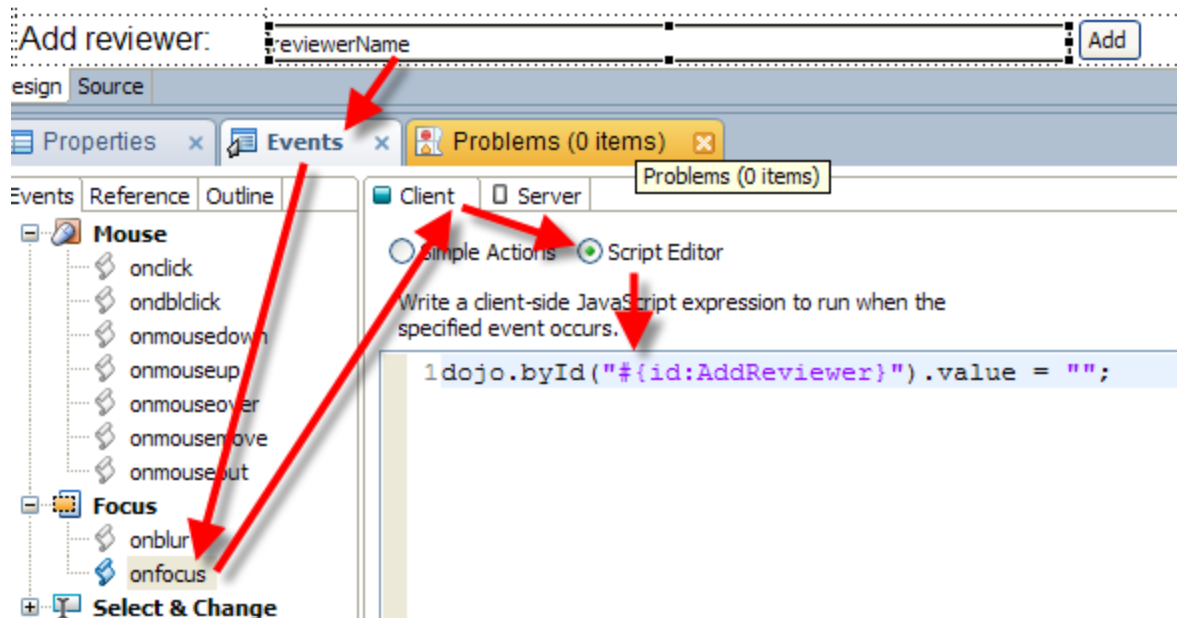 Add reviewer: reviewerName Add
esign Source
Properties Events Problems (0 items)
Problems (0 items)
Events Reference Outline Client Server
Mouse
Simple Actions Script Editor
onclick
ondblclick
Write a client-side JavaScript expression to run when the
specified event occurs.
onmousedown
1dojo.byId("#{id:AddReviewer}").value = "";
onmouseup
onmouseover
onmousemove
onmouseout
Focus
onblur
onfocus
Select & Change